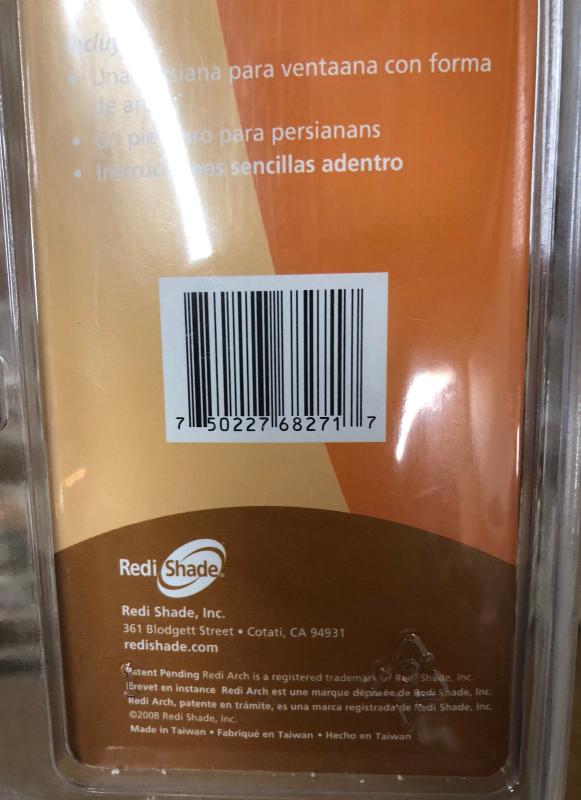 • Una persiana para ventaana con forma
• para persianans
• Instrucciones sencillas adentro
7 50227 68271 7
Redi Shade®
Redi Shade, Inc.
361 Blodgett Street • Cotati, CA 94931
redishade.com
Patent Pending Redi Arch is a registered trademark of Redi Shade, Inc.
Brevet en instance Redi Arch est une marque déposée de Redi Shade, Inc.
Redi Arch, patente en trámite, es una marca registrada de Redi Shade, Inc.
©2008 Redi Shade, Inc.
Made in Taiwan • Fabriqué en Taiwan • Hecho en Taiwan